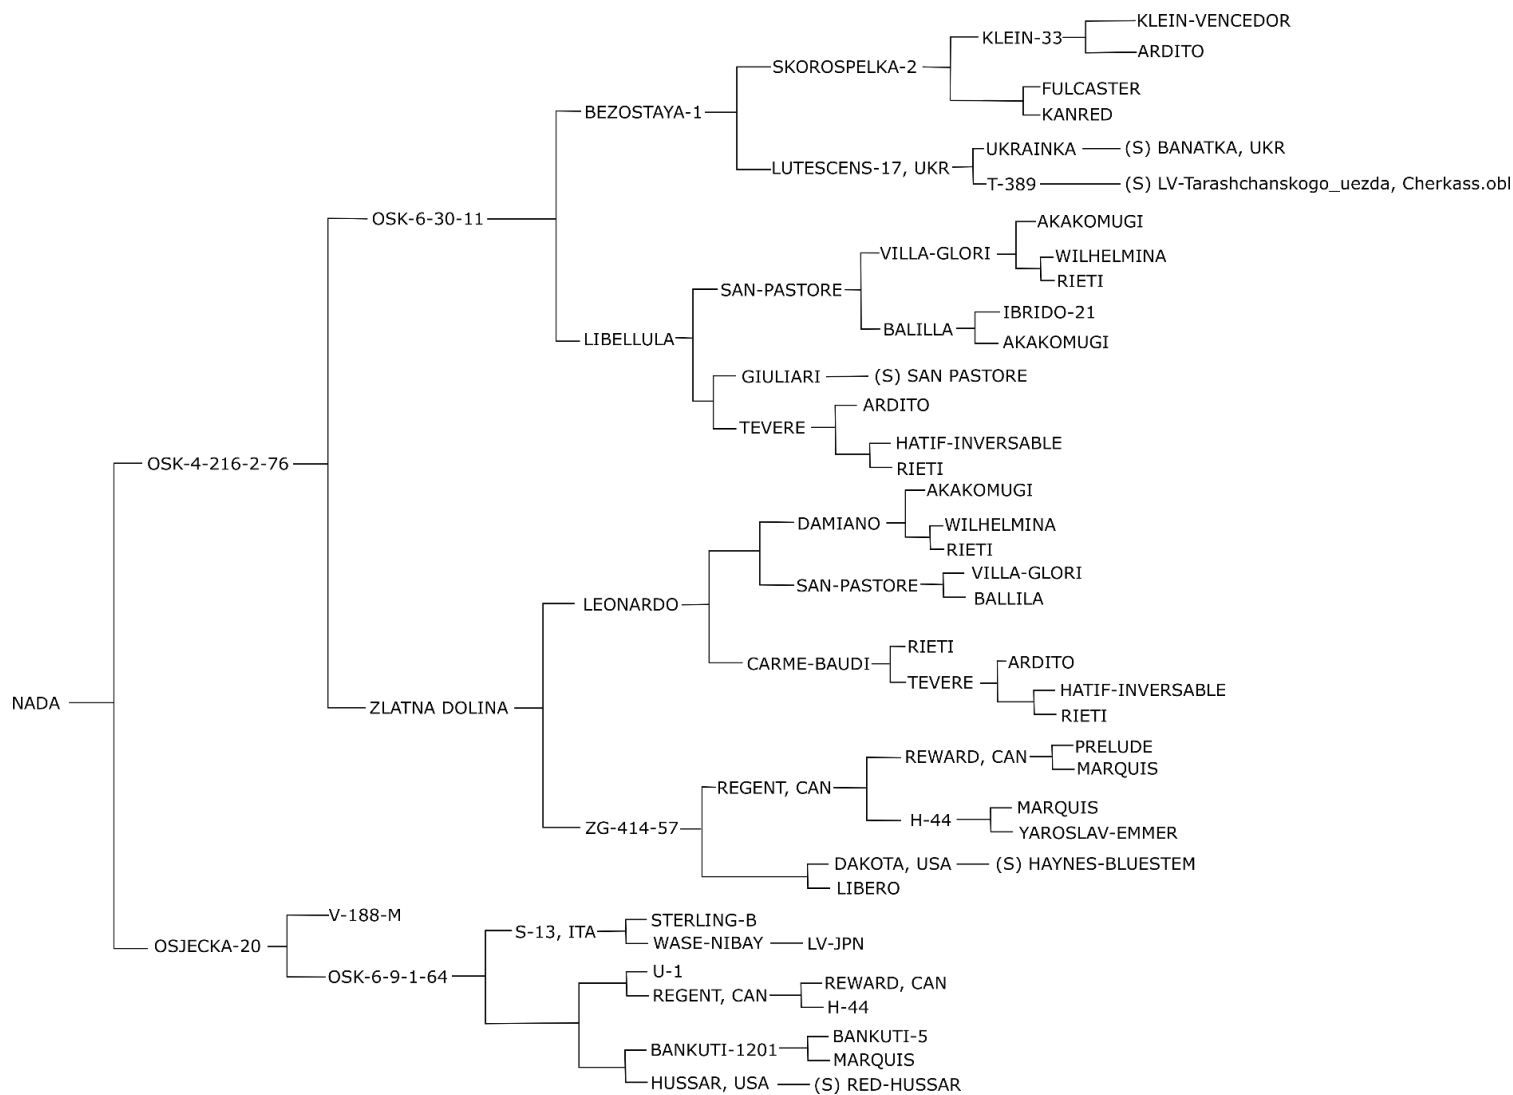 KLEIN-VENCEDOR
KLEIN-33
ARDITO
SKOROSPELKA-2
FULCASTER
KANRED
BEZOSTAYA-1
UKRAINKA (S) BANATKA, UKR
LUTESCENS-17, UKR
T-389 (S) LV-Tarashchanskogo_uezda, Cherkass.obl
OSK-6-30-11
AKAKOMUGI
VILLA-GLORI
WILHELMINA
RIETI
SAN-PASTORE
IBRIDO-21
BALILLA
AKAKOMUGI
LIBELLULA
GIULIARI (S) SAN PASTORE
ARDITO
TEVERE
HATIF-INVERSABLE
RIETI
OSK-4-216-2-76
AKAKOMUGI
DAMIANO
WILHELMINA
RIETI
VILLA-GLORI
SAN-PASTORE
BALLILA
LEONARDO
RIETI
CARME-BAUDI
ARDITO
TEVERE
HATIF-INVERSABLE
RIETI
NADA
ZLATNA DOLINA
PRELUDE
REWARD, CAN
MARQUIS
REGENT, CAN
MARQUIS
H-44
YAROSLAV-EMMER
ZG-414-57
DAKOTA, USA (S) HAYNES-BLUESTEM
LIBERO
V-188-M
STERLING-B
S-13, ITA
WASE-NIBAY LV-JPN
OSJECKA-20
OSK-6-9-1-64
U-1
REWARD, CAN
REGENT, CAN
H-44
BANKUTI-5
BANKUTI-1201
MARQUIS
HUSSAR, USA (S) RED-HUSSAR